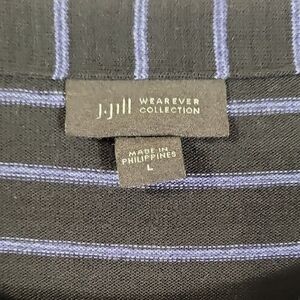 J.Jill WEAREVER
COLLECTION
MADE IN
PHILIPPINES
L